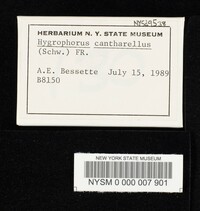 HERBARIUM N. Y. STATE MUSEUM
Hygrophorus cantharellus
(Schw.) FR.
A.E. Bessette July 15, 1989
B8150
NEW YORK STATE MUSEUM
NYSM 0 000 007 901